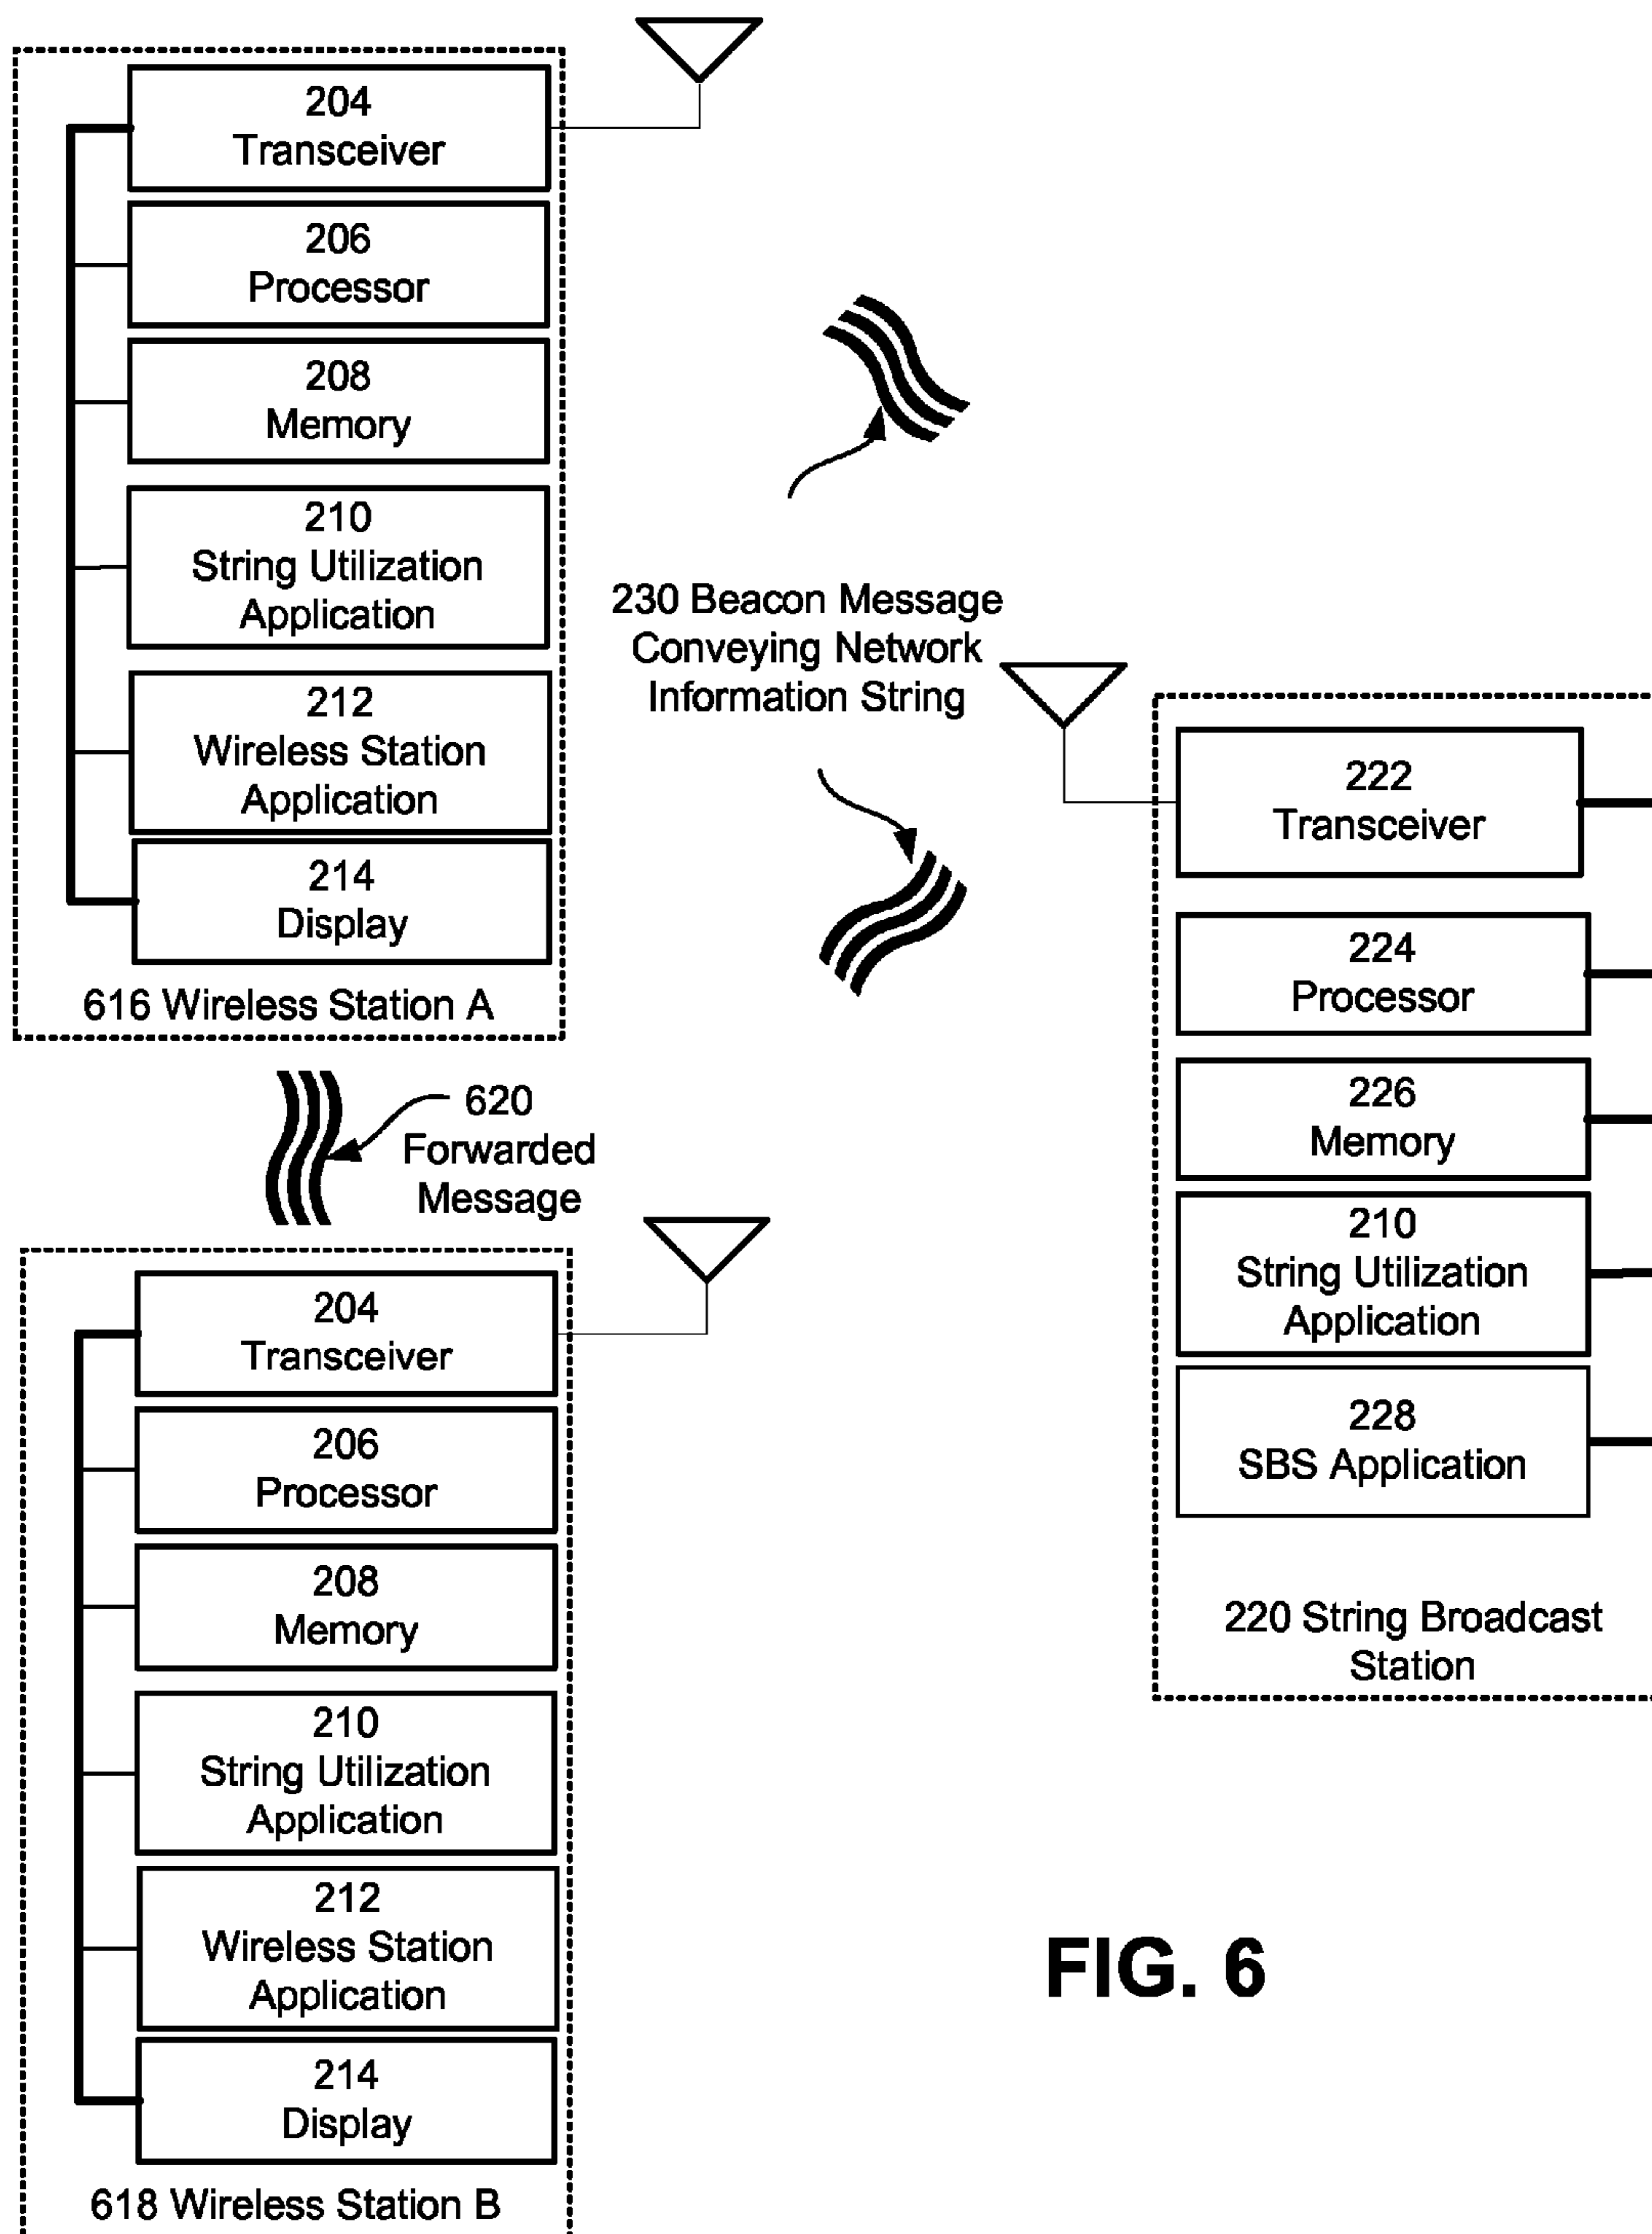 204
Transceiver
206
Processor
208
Memory
210
String Utilization
Application
212
Wireless Station
Application
214
Display
616 Wireless Station A
230 Beacon Message
Conveying Network
Information String
222
Transceiver
224
Processor
226
Memory
210
String Utilization
Application
228
SBS Application
220 String Broadcast
Station
620
Forwarded
Message
204
Transceiver
206
Processor
208
Memory
210
String Utilization
Application
212
Wireless Station
Application
214
Display
618 Wireless Station B
FIG. 6